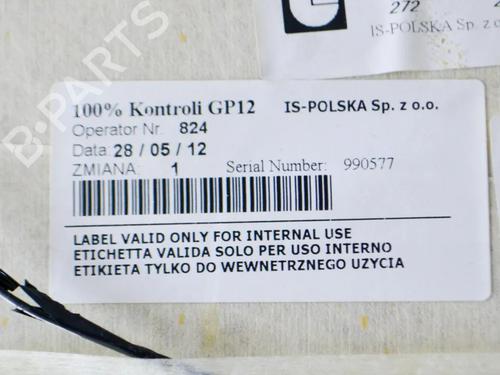 272
IS-POLSKA Sp. z o
B-PARTS
100% Kontroli GP12 IS-POLSKA Sp. z o.o.
Operator Nr. 824
Data: 28 / 05 / 12
ZMIANA: 1 Serial Number: 990577
LABEL VALID ONLY FOR INTERNAL USE
ETICHETTA VALIDA SOLO PER USO INTERNO
ETIKIETA TYLKO DO WEWNETRZNEGO UZYCIA